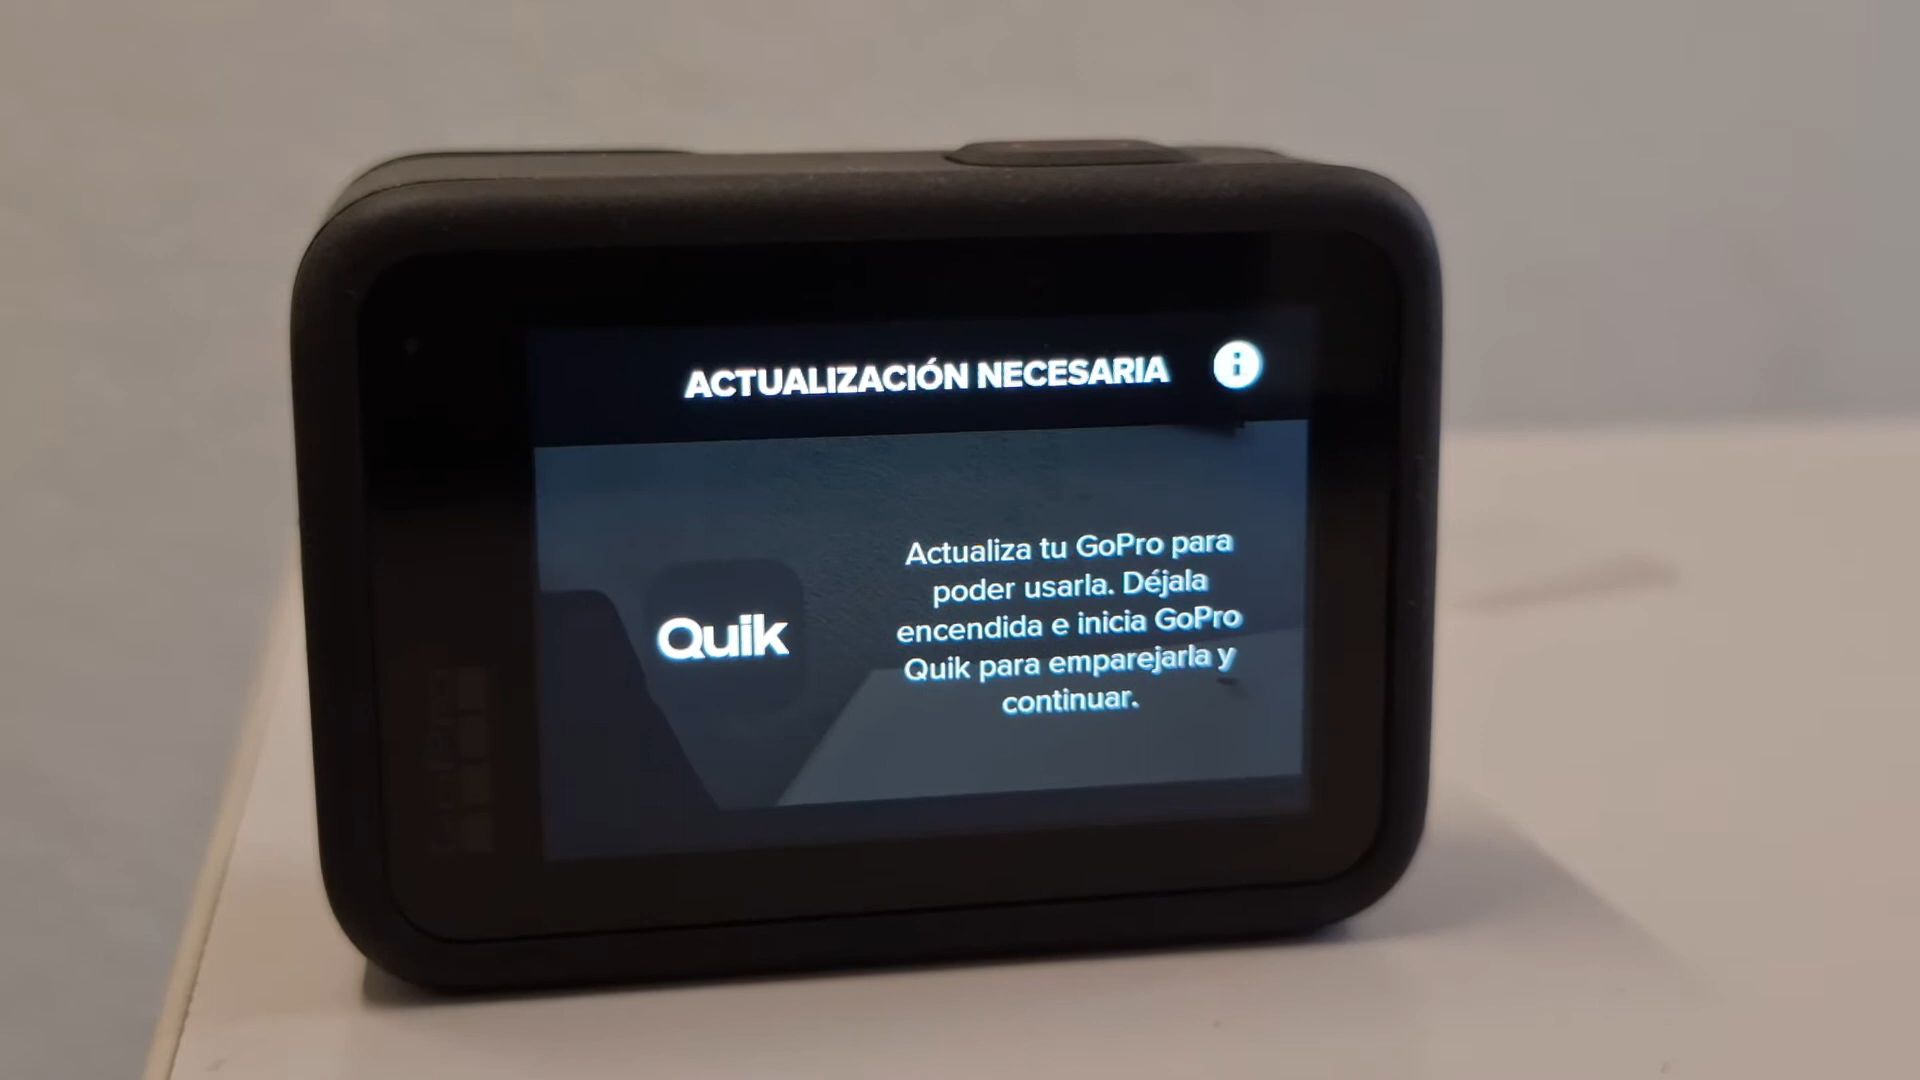 ACTUALIZACIÓN NECESARIA
Quik
Actualiza tu GoPro para
poder usarla. Déjala
encendida e inicia GoPro
Quik para emparejarla y
continuar.